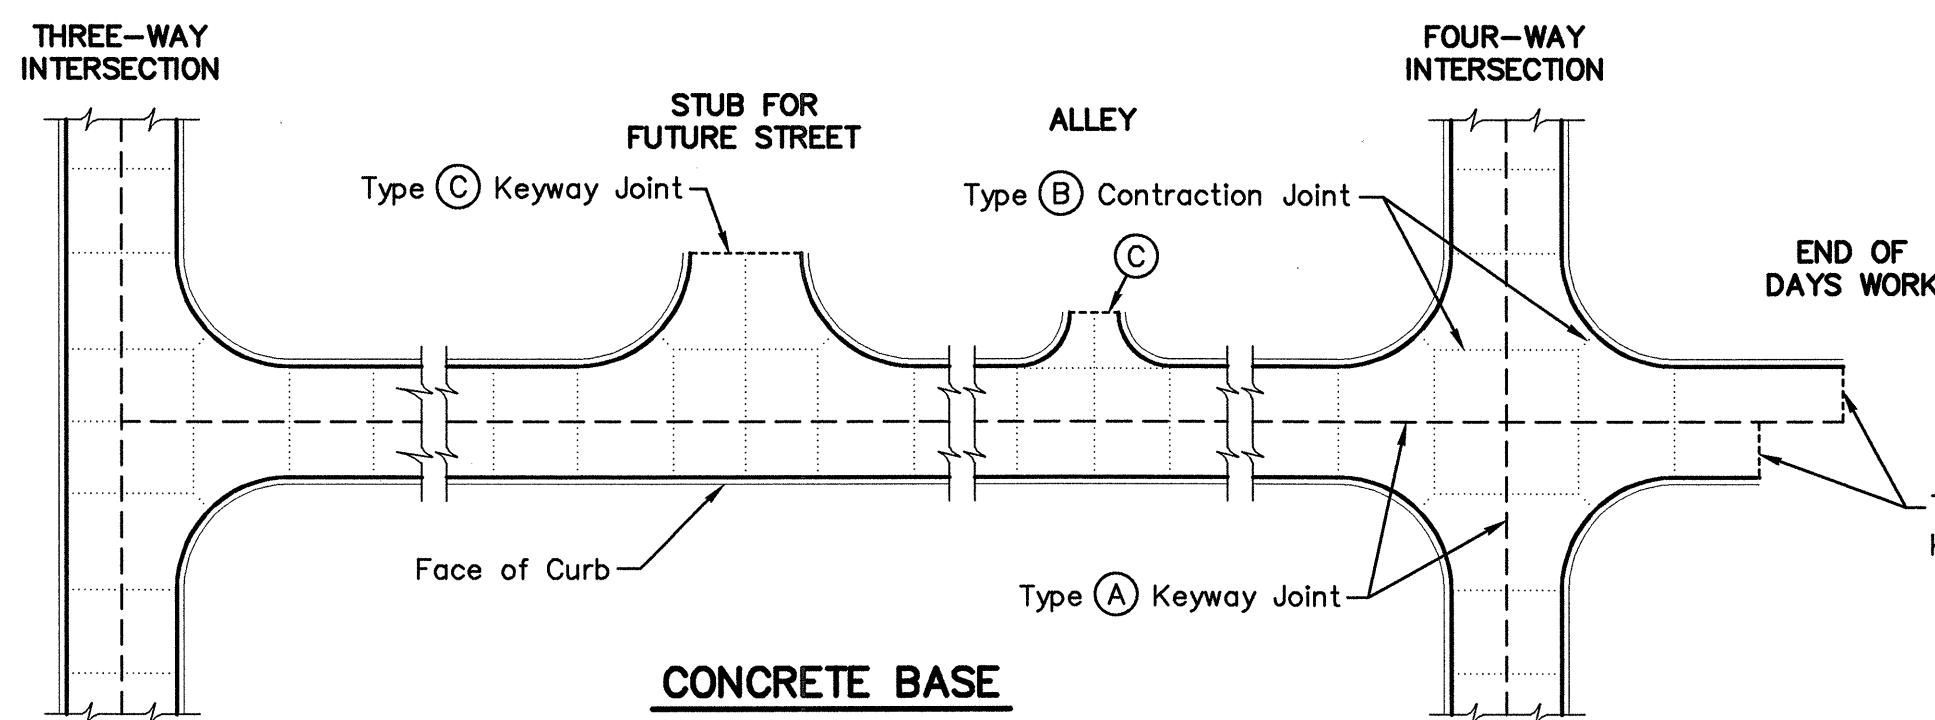 THREE-WAY
INTERSECTION
FOUR-WAY
INTERSECTION
STUB FOR
FUTURE STREET
ALLEY
Type C Keyway Joint
Type B Contraction Joint
C
END OF
DAYS WORK
Face of Curb
Type A Keyway Joint
CONCRETE BASE